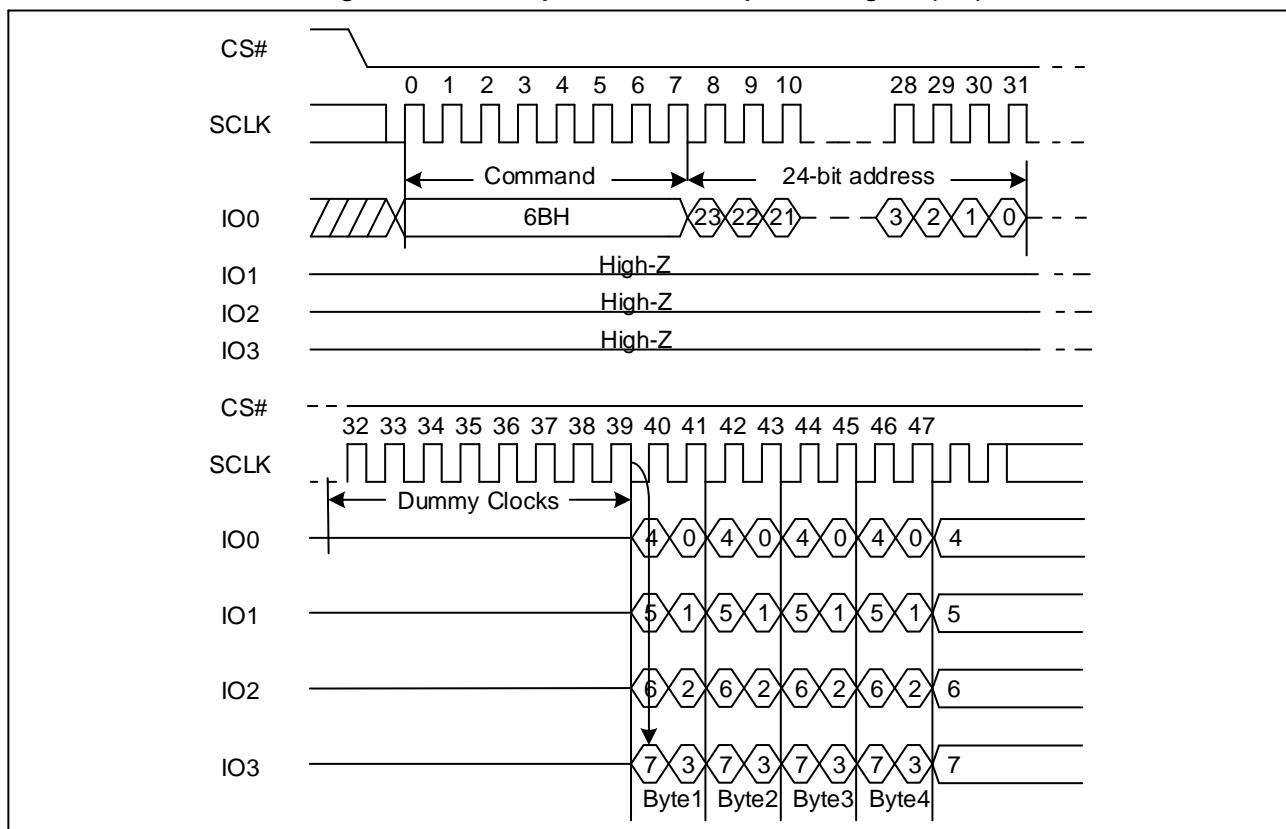 CS#
0 1 2 3 4 5 6 7 8 9 10 28 29 30 31
SCLK
Command 24-bit address
IO0 6BH 23 22 21 3 2 1 0
High-Z
IO1
High-Z
IO2
High-Z
IO3
CS#
32 33 34 35 36 37 38 39 40 41 42 43 44 45 46 47
SCLK
Dummy Clocks
IO0 4 0 4 0 4 0 4 0 4
IO1 5 1 5 1 5 1 5 1 5
IO2 6 2 6 2 6 2 6 2 6
IO3 7 3 7 3 7 3 7 3 7
Byte1 Byte2 Byte3 Byte4